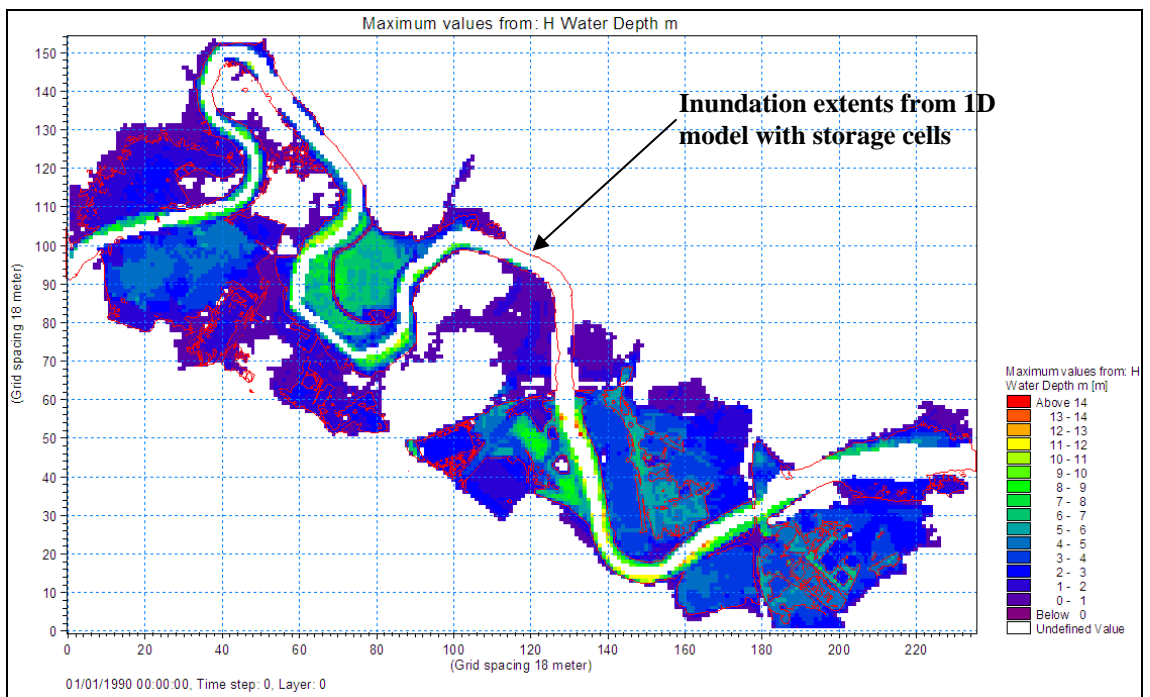 Maximum values from: H Water Depth m
150
140
130
120
110
100
90
80
70
60
50
40
30
20
10
0
(Grid spacing 18 meter)
Inundation extents from 1D
model with storage cells
0 20 40 60 80 100 120 140 160 180 200 220
(Grid spacing 18 meter)
01/01/1990 00:00:00, Time step: 0, Layer: 0
Maximum values from: H
Water Depth m [m]
Above 14
13 - 14
12 - 13
11 - 12
10 - 11
9 - 10
8 - 9
7 - 8
6 - 7
5 - 6
4 - 5
3 - 4
2 - 3
1 - 2
0 - 1
Below 0
Undefined Value